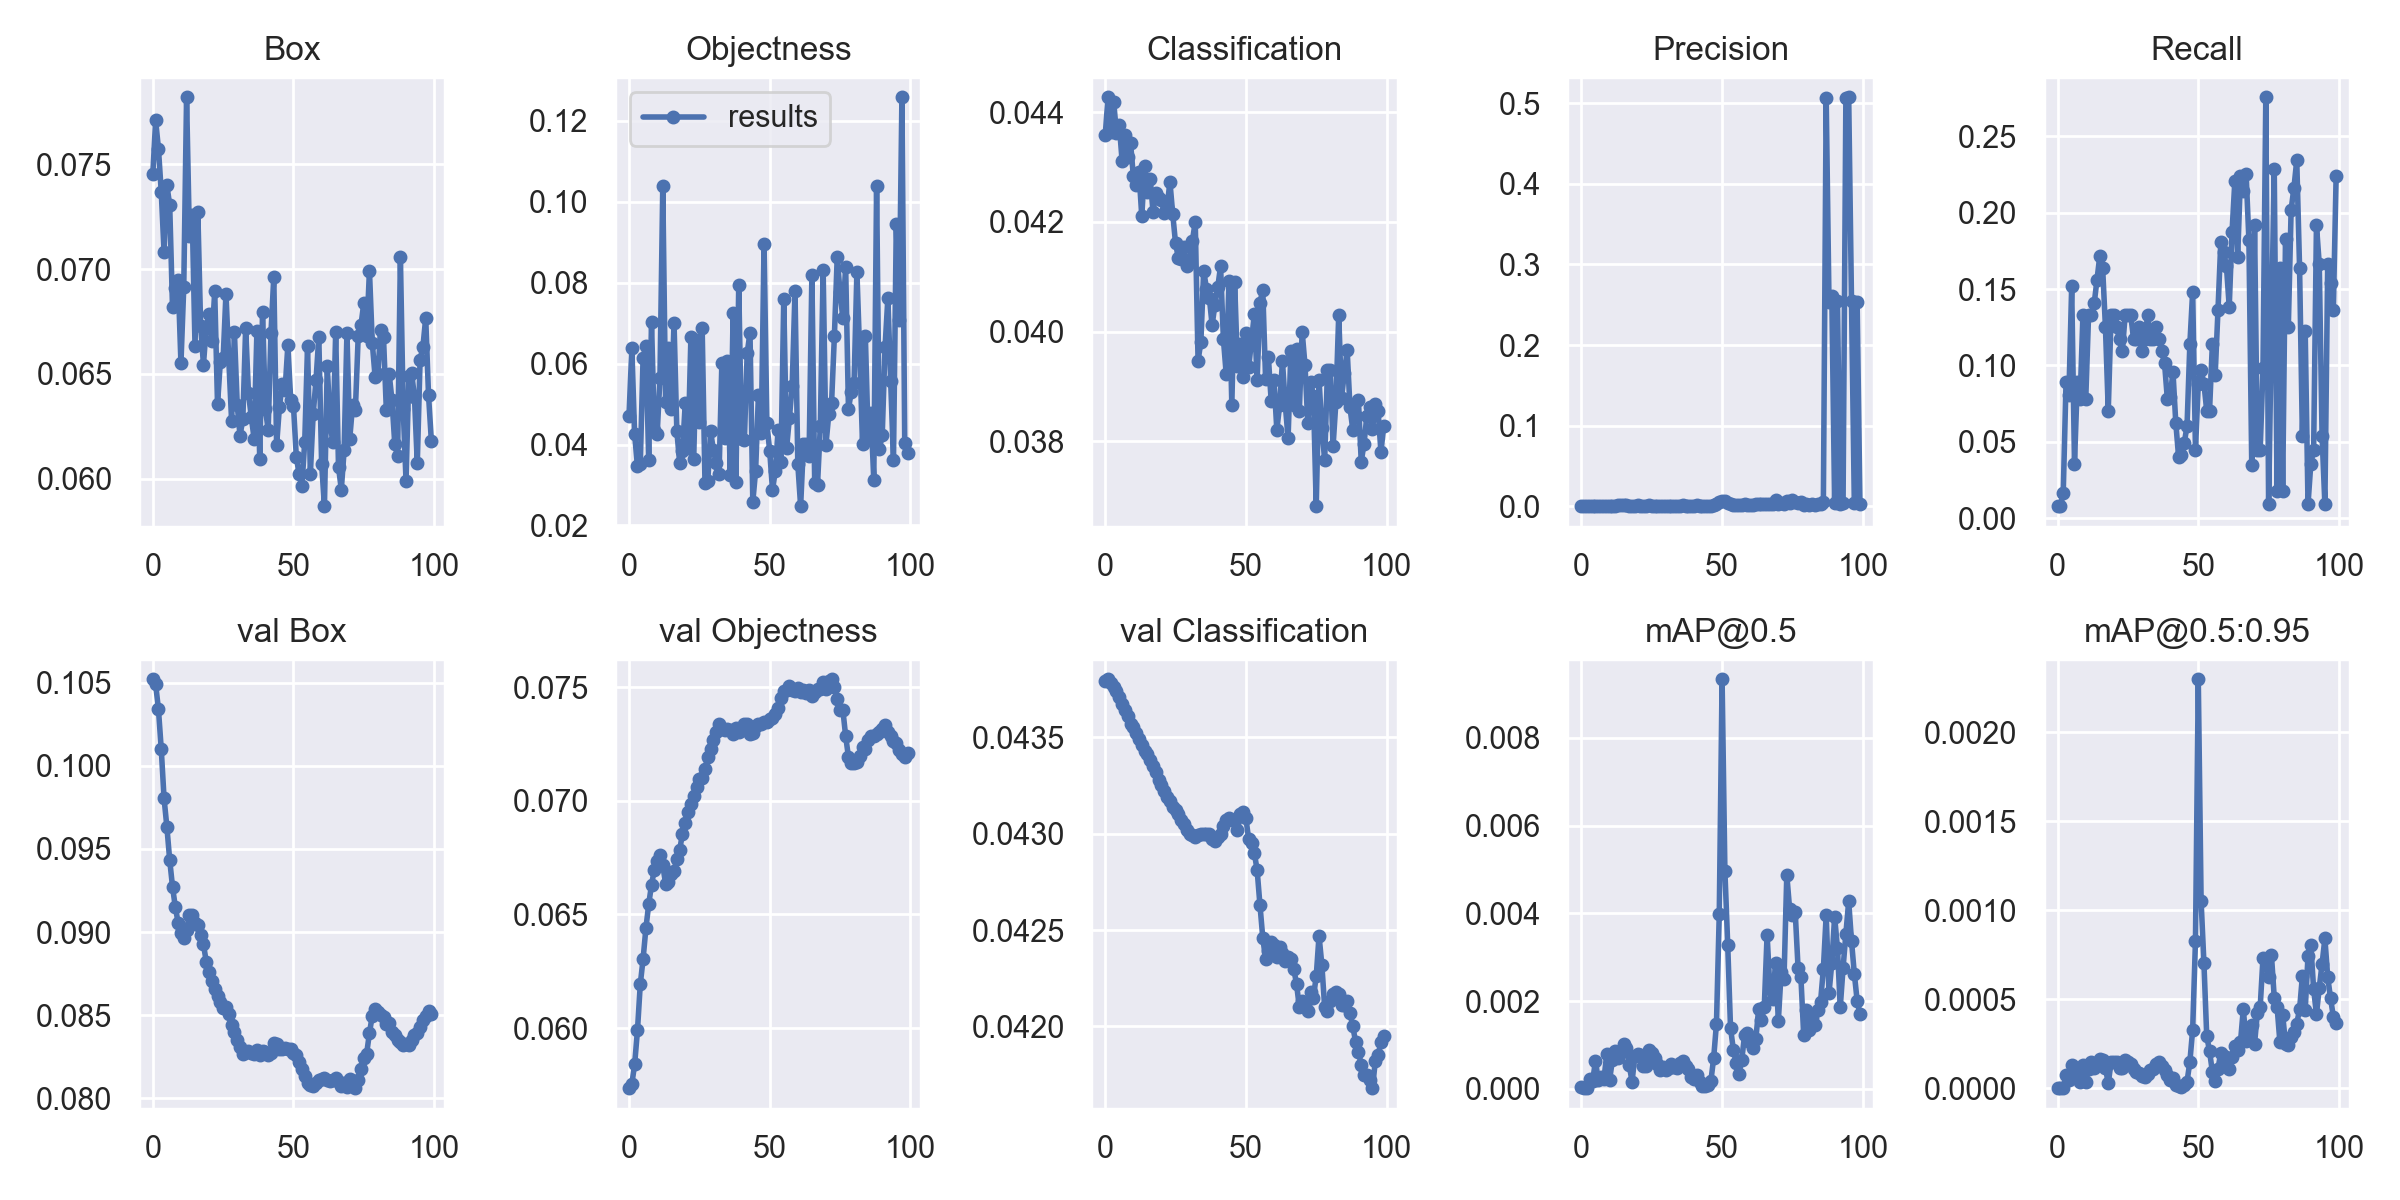 Box
Objectness
Classification
Precision
Recall
0.075
0.070
0.065
0.060
0 50 100
results
0.12
0.10
0.08
0.06
0.04
0.02
0 50 100
0.044
0.042
0.040
0.038
0 50 100
0.5
0.4
0.3
0.2
0.1
0.0
0 50 100
0.25
0.20
0.15
0.10
0.05
0.00
0 50 100
val Box
val Objectness
val Classification
mAP@0.5
mAP@0.5:0.95
0.105
0.100
0.095
0.090
0.085
0.080
0 50 100
0.075
0.070
0.065
0.060
0 50 100
0.0435
0.0430
0.0425
0.0420
0 50 100
0.008
0.006
0.004
0.002
0.000
0 50 100
0.0020
0.0015
0.0010
0.0005
0.0000
0 50 100